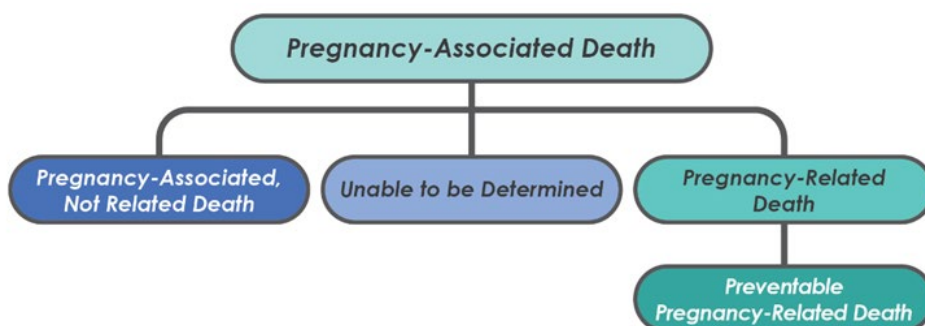 Pregnancy-Associated Death
Pregnancy-Associated,
Not Related Death
Unable to be Determined
Pregnancy-Related
Death
Preventable
Pregnancy-Related Death